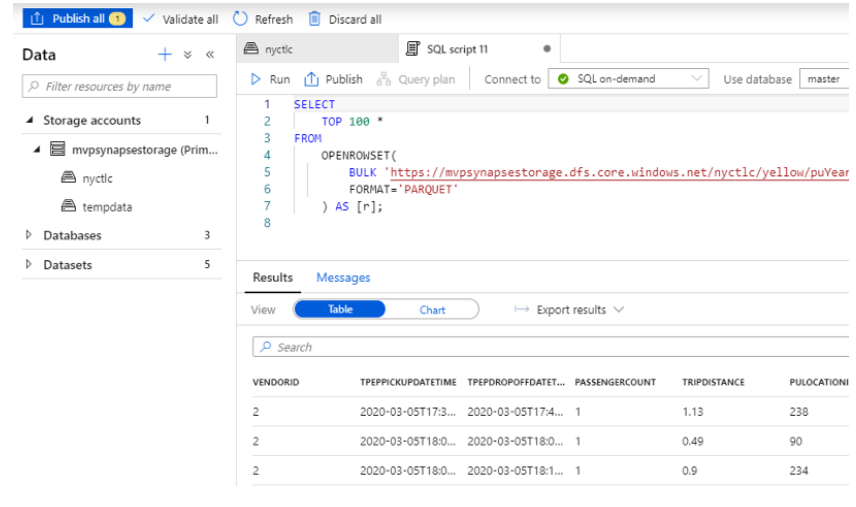 Publish all 1 Validate all Refresh Discard all
Data
Filter resources by name
Storage accounts 1
mvpsynapsestorage (Prim...
nyctlc
tempdata
Databases 3
Datasets 5
nyctlc SQL script 11
Run Publish Query plan Connect to SQL on-demand Use database master
1 SELECT
2 TOP 100 *
3 FROM
4 OPENROWSET(
5 BULK 'https://mvpsynapsestorage.dfs.core.windows.net/nyctlc/yellow/puYear
6 FORMAT='PARQUET'
7 ) AS [r];
8
Results Messages
View Table Chart Export results
Search
VENDORID TPEPPICKUPDATETIME TPEPDROPOFFDATET... PASSENGERCOUNT TRIPDISTANCE PULOCATIONI
2 2020-03-05T17:3... 2020-03-05T17:4... 1 1.13 238
2 2020-03-05T18:0... 2020-03-05T18:0... 1 0.49 90
2 2020-03-05T18:0... 2020-03-05T18:1... 1 0.9 234